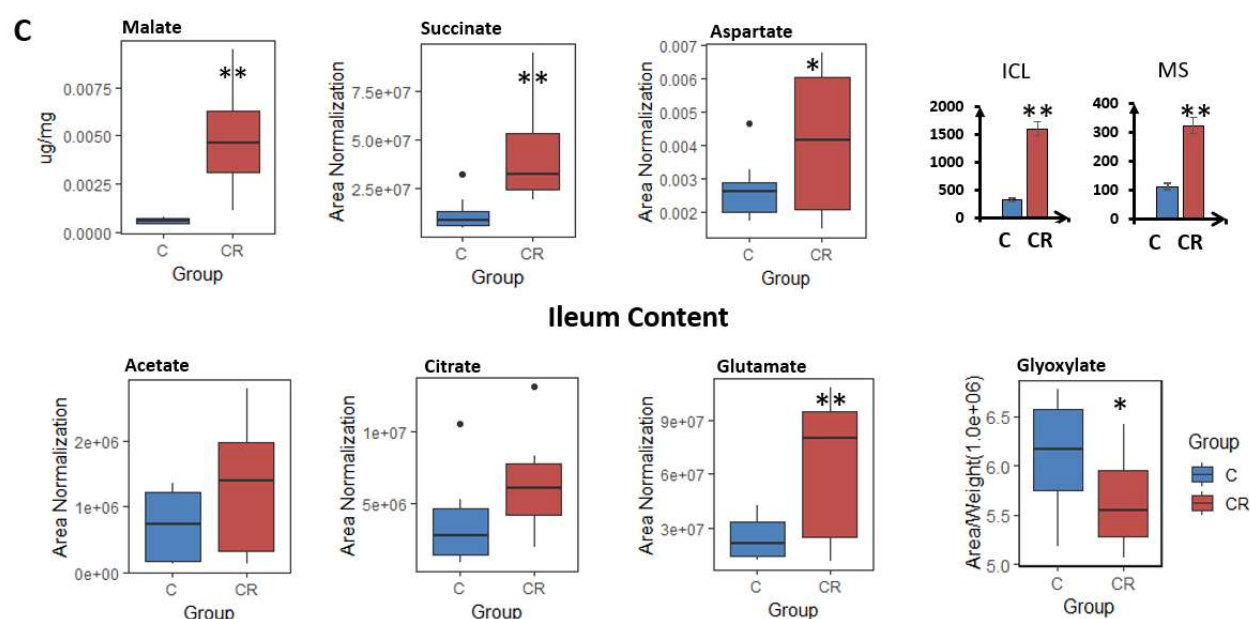 C
Malate
ug/mg
0.0075
0.0050
0.0025
0.0000
**
C CR
Group
Succinate
Area Normalization
7.5e+07
5.0e+07
2.5e+07
**
C CR
Group
Aspartate
Area Normalization
0.007
0.006
0.005
0.004
0.003
0.002
*
C CR
Group
ICL
2000
1500
1000
500
0
**
C CR
MS
400
300
200
100
0
**
C CR
Ileum Content
Acetate
Area Normalization
2e+06
1e+06
0e+00
C CR
Group
Citrate
Area Normalization
1e+07
5e+06
C CR
Group
Glutamate
Area Normalization
9e+07
6e+07
3e+07
**
C CR
Group
Glyoxylate
Area/Weight(1.0e+06)
6.5
6.0
5.5
5.0
*
C CR
Group
Group
C
CR